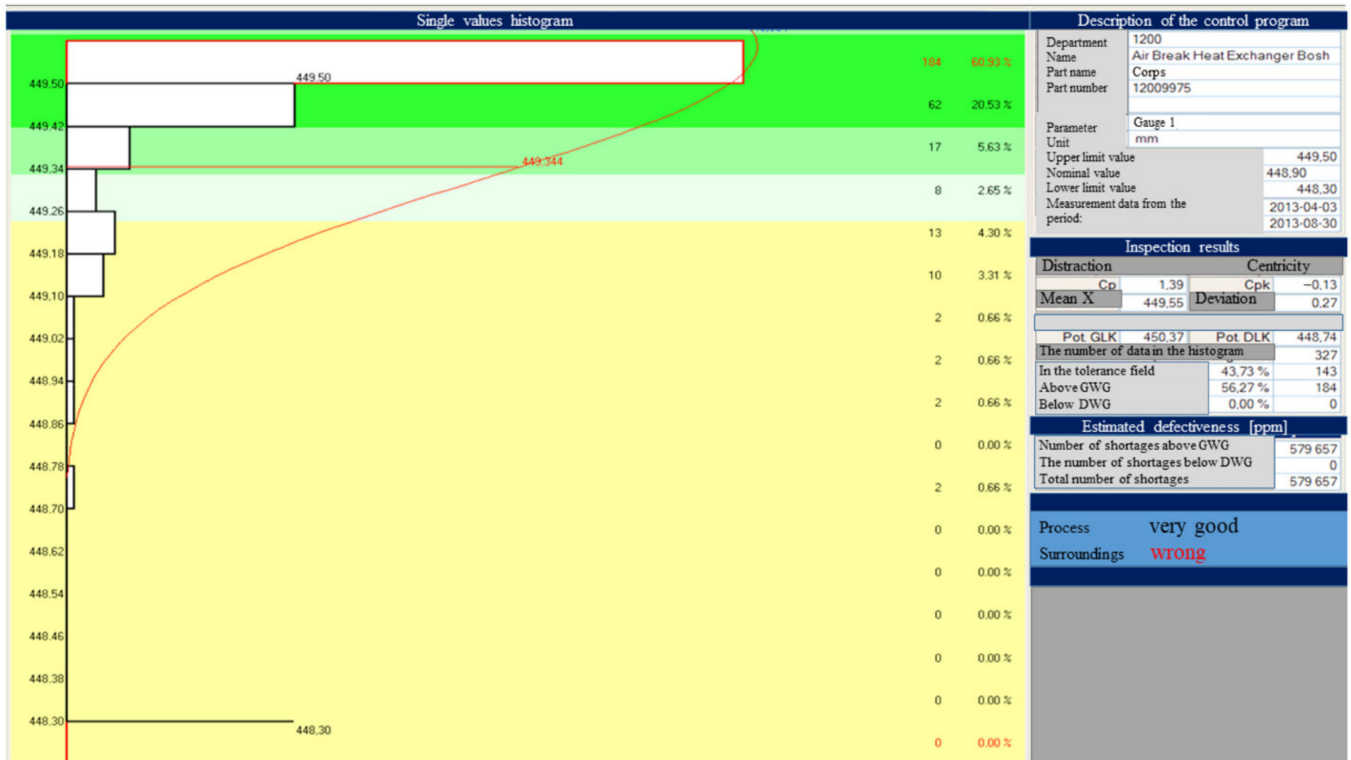 Single values histogram
449.50
449.50
184 60.93 %
449.42
62 20.53 %
449.34
449.344
17 5.63 %
449.26
8 2.65 %
449.18
13 4.30 %
449.10
10 3.31 %
449.02
2 0.66 %
448.94
2 0.66 %
448.86
2 0.66 %
448.78
0 0.00 %
448.70
2 0.66 %
448.62
0 0.00 %
448.54
0 0.00 %
448.46
0 0.00 %
448.38
0 0.00 %
448.30
0 0.00 %
448.30
0 0.00 %
Description of the control program
Department 1200
Name Air Break Heat Exchanger Bosh
Part name Corps
Part number 12009975
Parameter Gauge 1
Unit mm
Upper limit value 449,50
Nominal value 448,90
Lower limit value 448,30
Measurement data from the 2013-04-03
period: 2013-08-30
Inspection results
Distraction Centricity
Cp 1,39 Cpk −0,13
Mean X 449,55 Deviation 0,27
Pot. GLK 450,37 Pot. DLK 448,74
The number of data in the histogram 327
In the tolerance field 43,73 % 143
Above GWG 56,27 % 184
Below DWG 0,00 % 0
Estimated defectiveness [ppm]
Number of shortages above GWG 579 657
The number of shortages below DWG 0
Total number of shortages 579 657
Process very good
Surroundings wrong